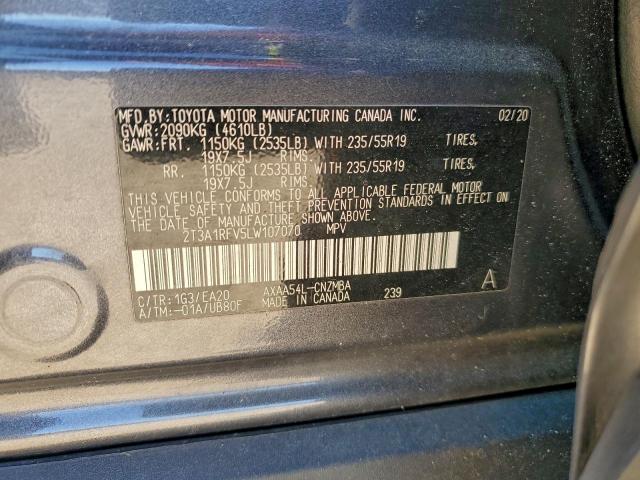 MFD.BY:TOYOTA MOTOR MANUFACTURING CANADA INC. 02/20
GVWR:2090KG (4610LB)
GAWR:FRT. 1150KG (2535LB) WITH 235/55R19 TIRES,
19X7.5J RIMS,
RR. 1150KG (2535LB) WITH 235/55R19 TIRES,
19X7.5J RIMS,
THIS VEHICLE CONFORMS TO ALL APPLICABLE FEDERAL MOTOR
VEHICLE SAFETY AND THEFT PREVENTION STANDARDS IN EFFECT ON
THE DATE OF MANUFACTURE SHOWN ABOVE.
2T3A1RFV5LW107070 MPV
C/TR:1G3/EA20 AXAA54L-CNZMBA A
A/TM:-01A/UB80F MADE IN CANADA 239